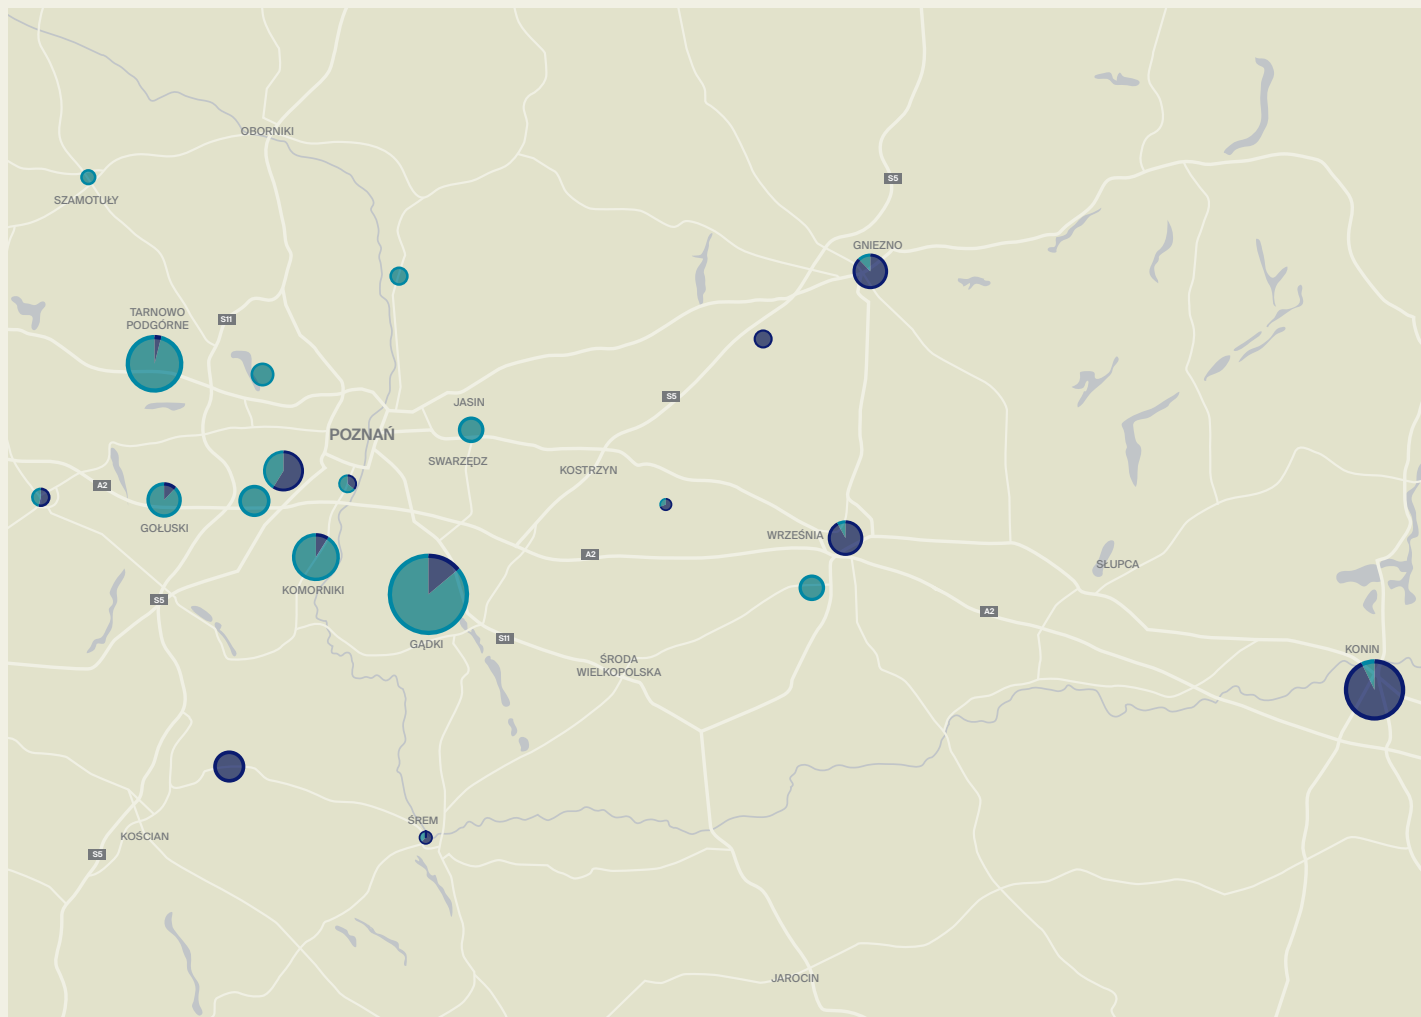 OBORNIKI
S5
SZAMOTUŁY
GNIEZNO
TARNOWO
PODGÓRNE
S11
S5
JASIN
POZNAŃ
SWARZĘDZ
KOSTRZYN
A2
GOŁUSKI
WRZEŚNIA
A2
SŁUPCA
KOMORNIKI
S5
A2
GĄDKI
S11
KONIN
ŚRODA
WIELKOPOLSKA
ŚREM
KOŚCIAN
S5
JAROCIN